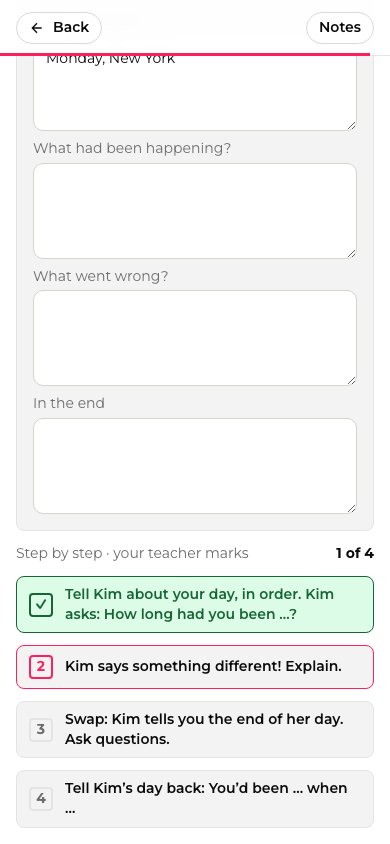 Back
Notes
Monday, New York
What had been happening?
What went wrong?
In the end
Step by step · your teacher marks
1 of 4
Tell Kim about your day, in order. Kim
asks: How long had you been …?
2
Kim says something different! Explain.
3
Swap: Kim tells you the end of her day.
Ask questions.
4
Tell Kim’s day back: You’d been … when
…